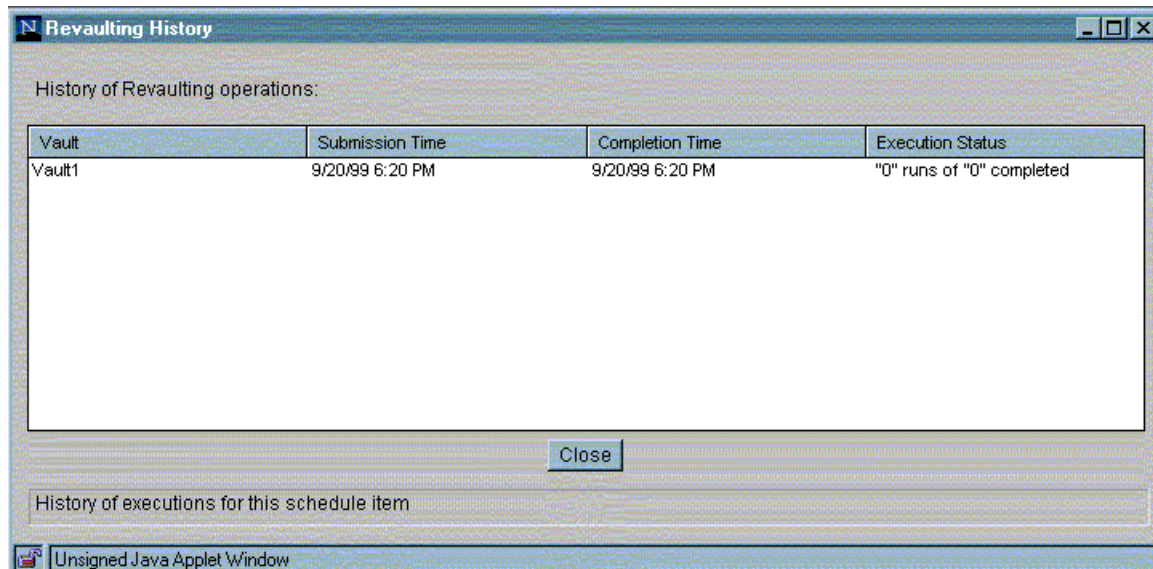 N Revaulting History
History of Revaulting operations:
Vault Submission Time Completion Time Execution Status
Vault1 9/20/99 6:20 PM 9/20/99 6:20 PM "0" runs of "0" completed
Close
History of executions for this schedule item
Unsigned Java Applet Window